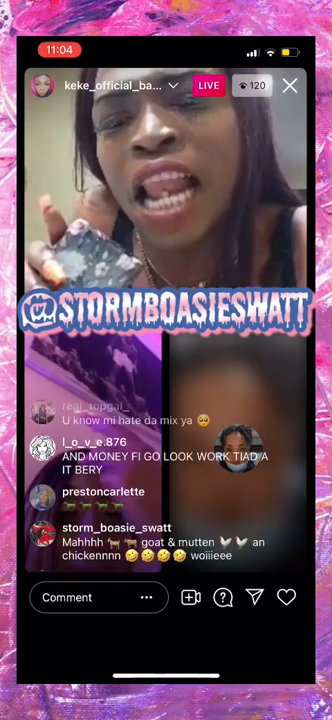 11:04
keke_official_ba...
LIVE
120
@STORMBOASIESWATT
real_topgal_
U know mi hate da mix ya 🥺
l_o_v_e.876
AND MONEY FI GO LOOK WORK TIAD A
IT BERY
prestoncarlette
storm_boasie_swatt
Mahhhh 🐐 🐂 goat & mutten 🕊️ 🕊️ an
chickennnn 🤣🤣🤣🤣 woiiieee
Comment ...